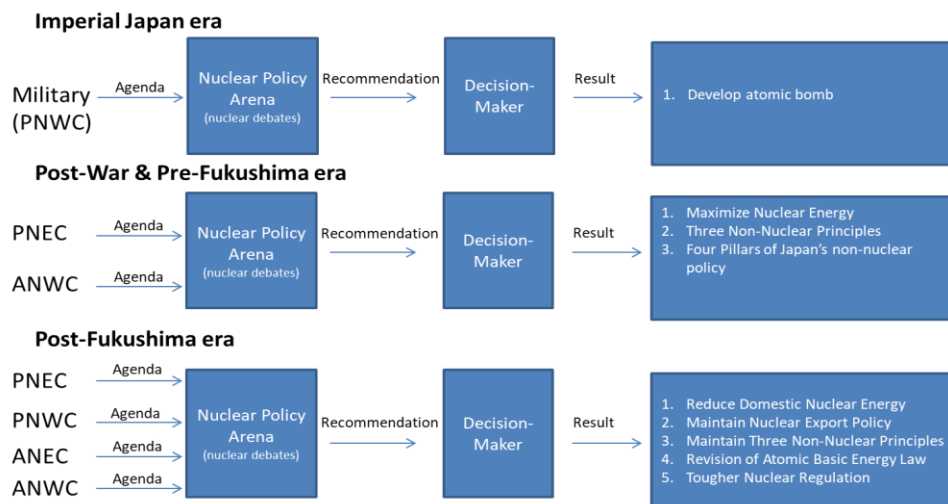 Imperial Japan era
Military
(PNWC)
Agenda
Nuclear Policy
Arena
(nuclear debates)
Recommendation
Decision-
Maker
Result
1. Develop atomic bomb
Post-War & Pre-Fukushima era
PNEC
Agenda
ANWC
Agenda
Nuclear Policy
Arena
(nuclear debates)
Recommendation
Decision-
Maker
Result
1. Maximize Nuclear Energy
2. Three Non-Nuclear Principles
3. Four Pillars of Japan's non-nuclear
policy
Post-Fukushima era
PNEC
Agenda
PNWC
Agenda
ANEC
Agenda
ANWC
Agenda
Nuclear Policy
Arena
(nuclear debates)
Recommendation
Decision-
Maker
Result
1. Reduce Domestic Nuclear Energy
2. Maintain Nuclear Export Policy
3. Maintain Three Non-Nuclear Principles
4. Revision of Atomic Basic Energy Law
5. Tougher Nuclear Regulation